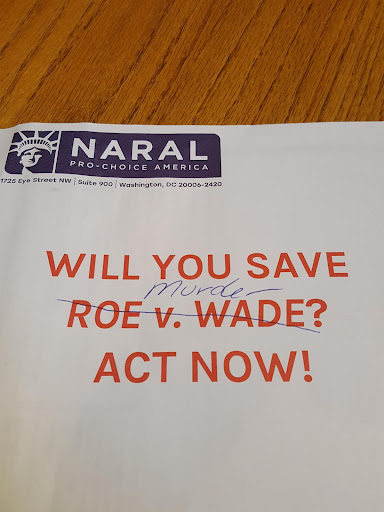 NARAL
PRO-CHOICE AMERICA
1725 Eye Street NW | Suite 900 | Washington, DC 20006-2420
WILL YOU SAVE
murder
ROE v. WADE?
ACT NOW!